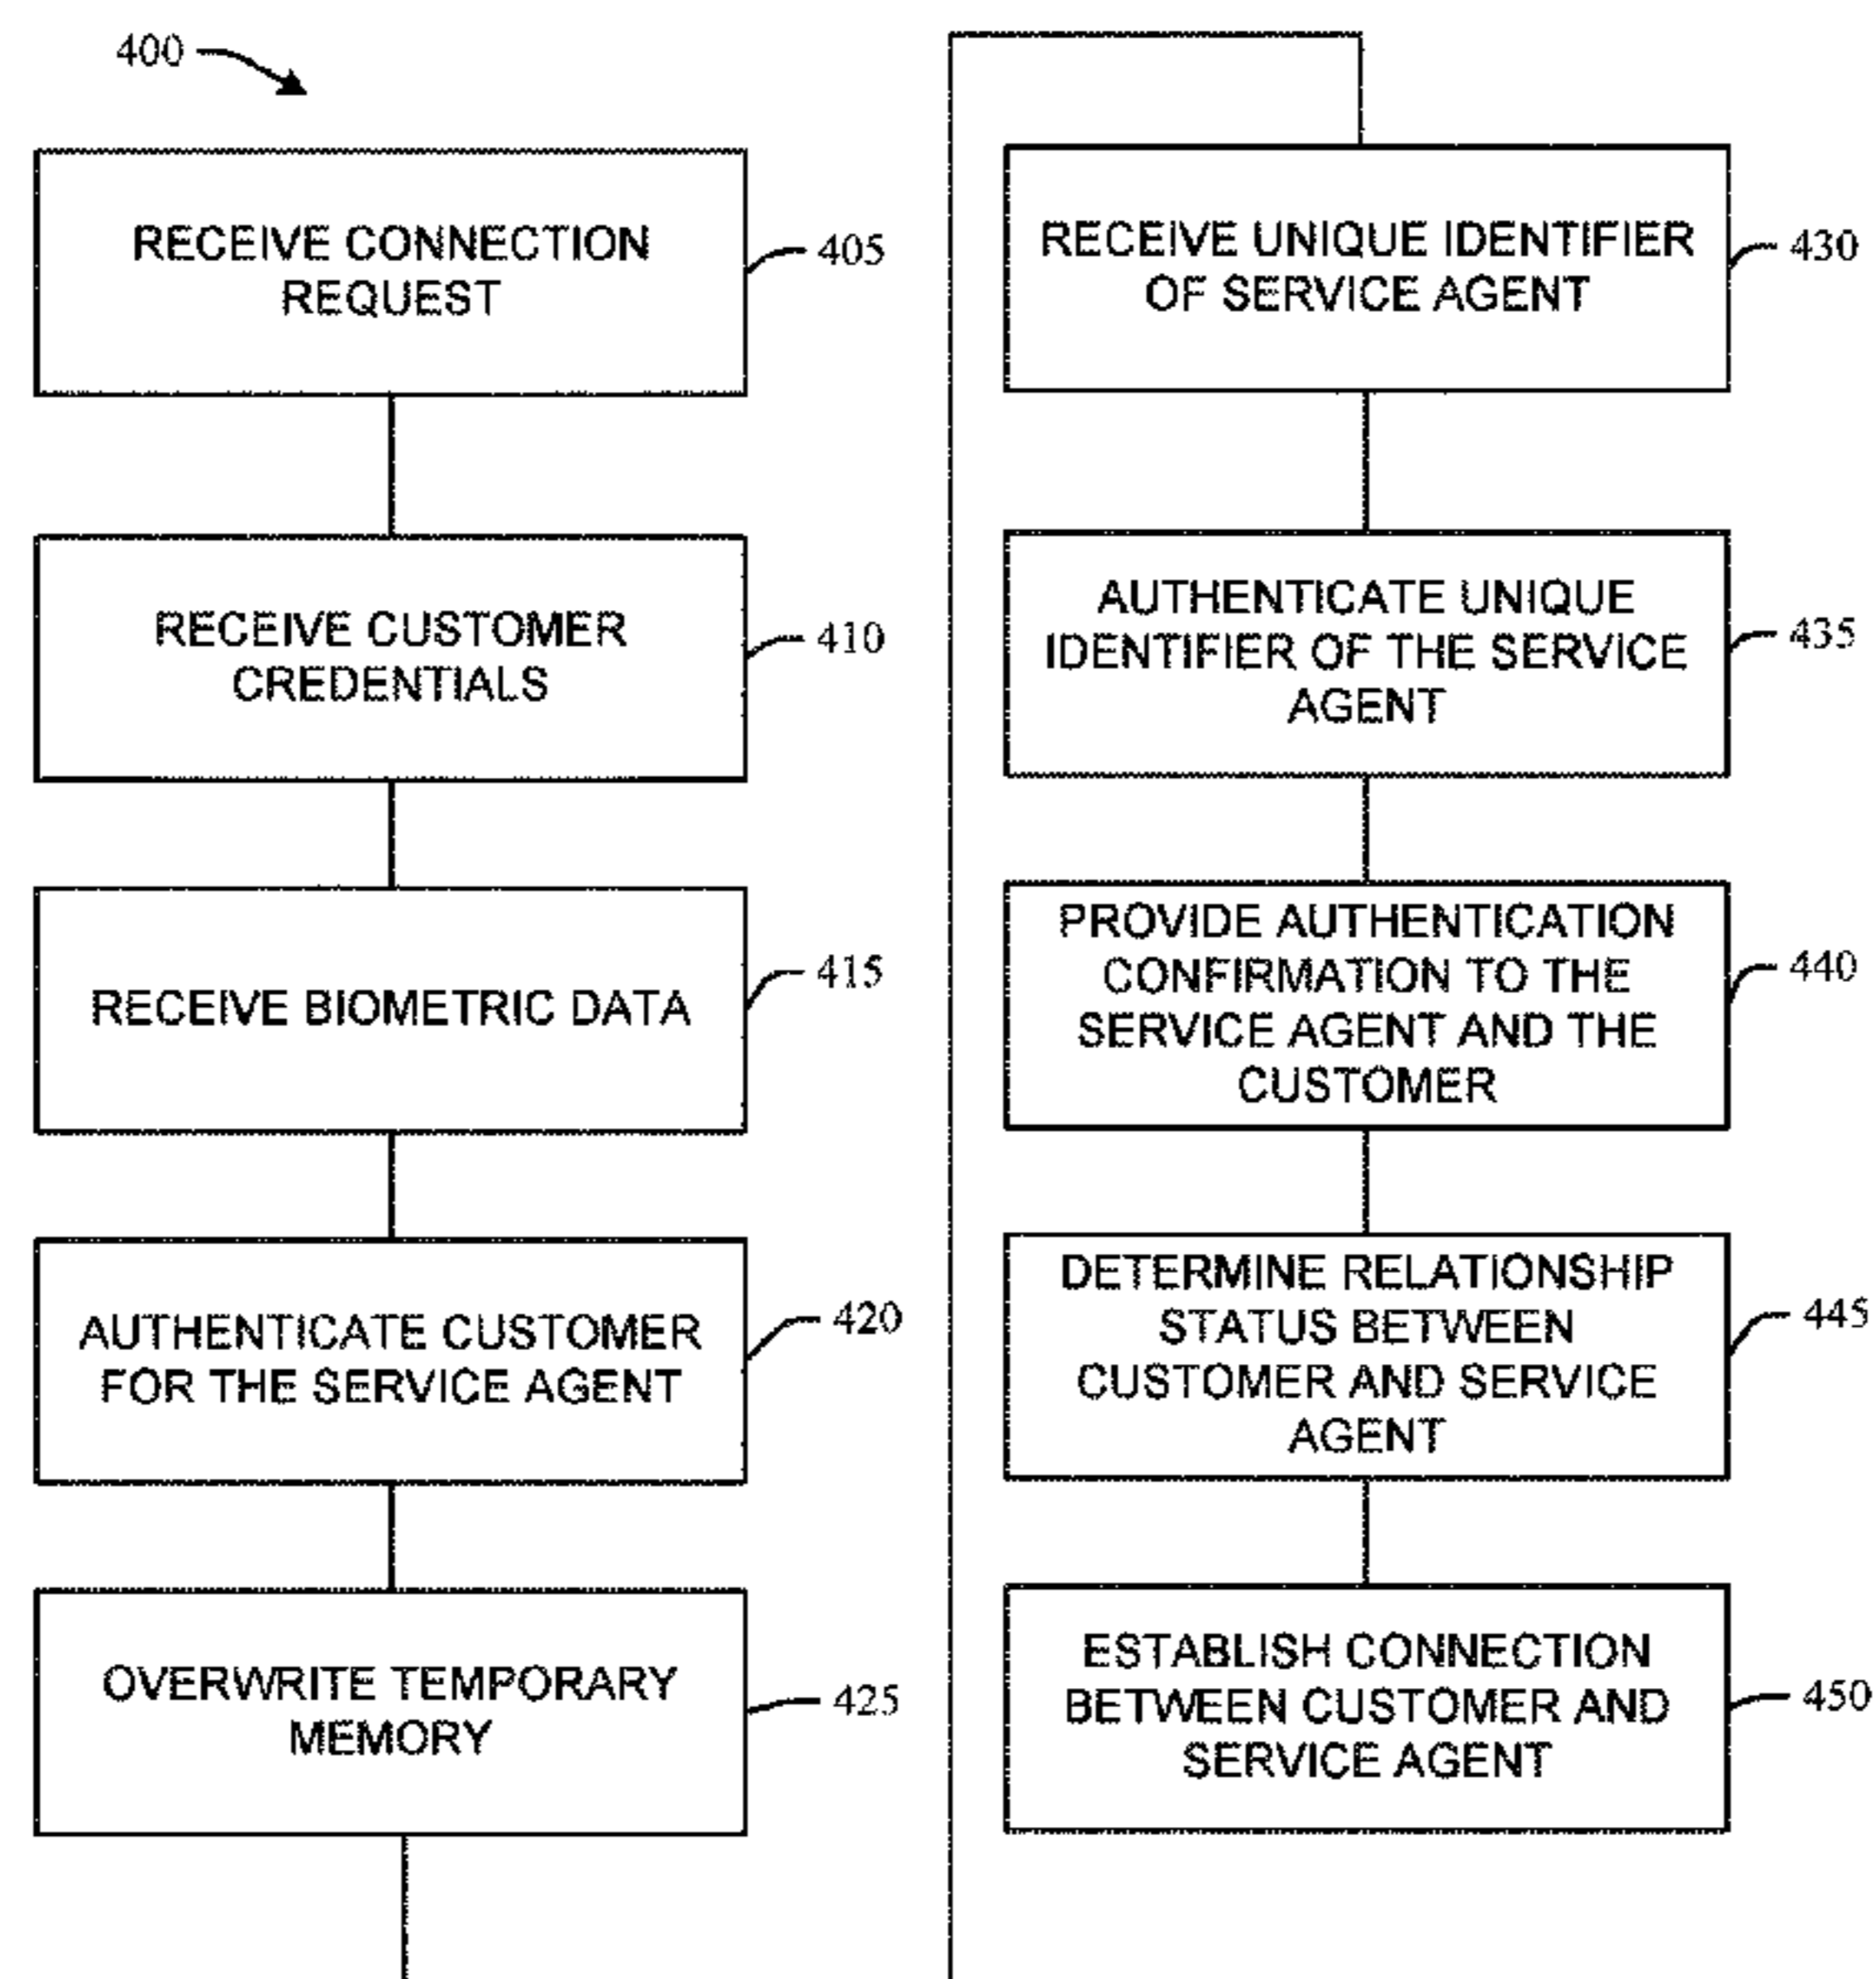 400
RECEIVE CONNECTION
REQUEST
405
RECEIVE CUSTOMER
CREDENTIALS
410
RECEIVE BIOMETRIC DATA
415
AUTHENTICATE CUSTOMER
FOR THE SERVICE AGENT
420
OVERWRITE TEMPORARY
MEMORY
425
RECEIVE UNIQUE IDENTIFIER
OF SERVICE AGENT
430
AUTHENTICATE UNIQUE
IDENTIFIER OF THE SERVICE
AGENT
435
PROVIDE AUTHENTICATION
CONFIRMATION TO THE
SERVICE AGENT AND THE
CUSTOMER
440
DETERMINE RELATIONSHIP
STATUS BETWEEN
CUSTOMER AND SERVICE
AGENT
445
ESTABLISH CONNECTION
BETWEEN CUSTOMER AND
SERVICE AGENT
450